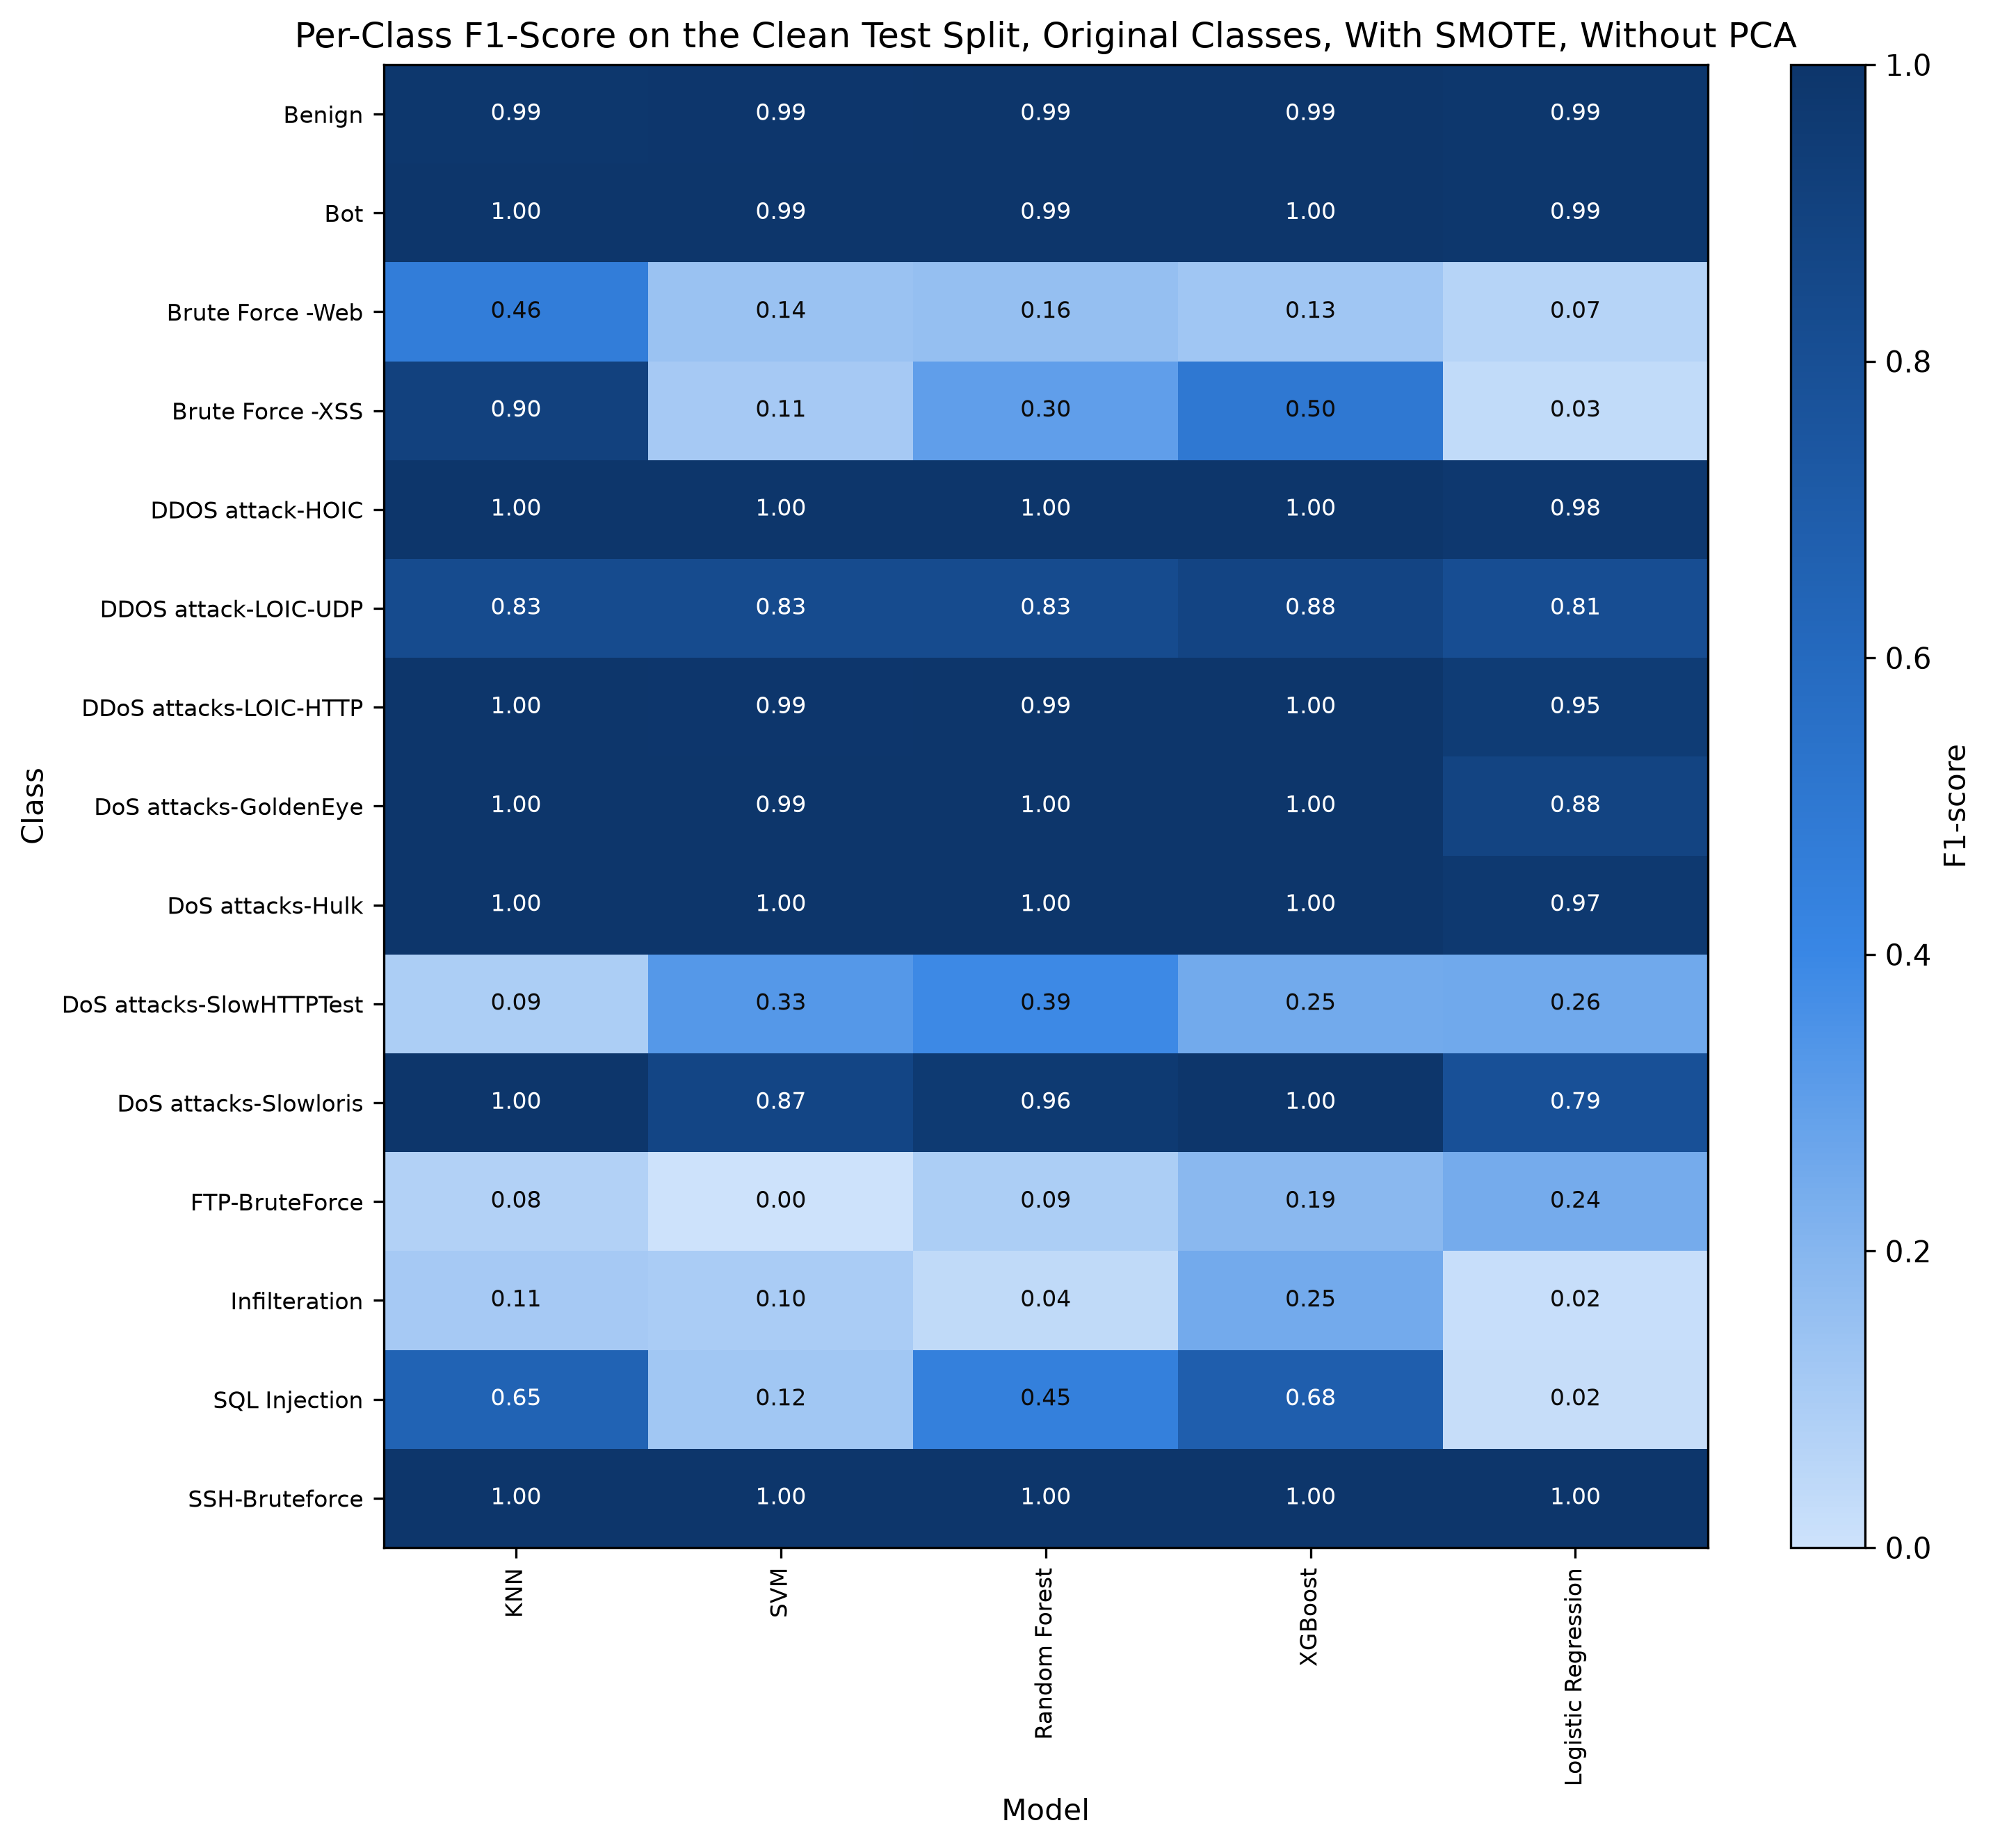 Per-Class F1-Score on the Clean Test Split, Original Classes, With SMOTE, Without PCA
Benign 0.99 0.99 0.99 0.99 0.99
Bot 1.00 0.99 0.99 1.00 0.99
Brute Force -Web 0.46 0.14 0.16 0.13 0.07
Brute Force -XSS 0.90 0.11 0.30 0.50 0.03
DDOS attack-HOIC 1.00 1.00 1.00 1.00 0.98
DDOS attack-LOIC-UDP 0.83 0.83 0.83 0.88 0.81
DDoS attacks-LOIC-HTTP 1.00 0.99 0.99 1.00 0.95
DoS attacks-GoldenEye 1.00 0.99 1.00 1.00 0.88
DoS attacks-Hulk 1.00 1.00 1.00 1.00 0.97
DoS attacks-SlowHTTPTest 0.09 0.33 0.39 0.25 0.26
DoS attacks-Slowloris 1.00 0.87 0.96 1.00 0.79
FTP-BruteForce 0.08 0.00 0.09 0.19 0.24
Infilteration 0.11 0.10 0.04 0.25 0.02
SQL Injection 0.65 0.12 0.45 0.68 0.02
SSH-Bruteforce 1.00 1.00 1.00 1.00 1.00
KNN
SVM
Random Forest
XGBoost
Logistic Regression
Model
Class
1.0
0.8
0.6
0.4
0.2
0.0
F1-score